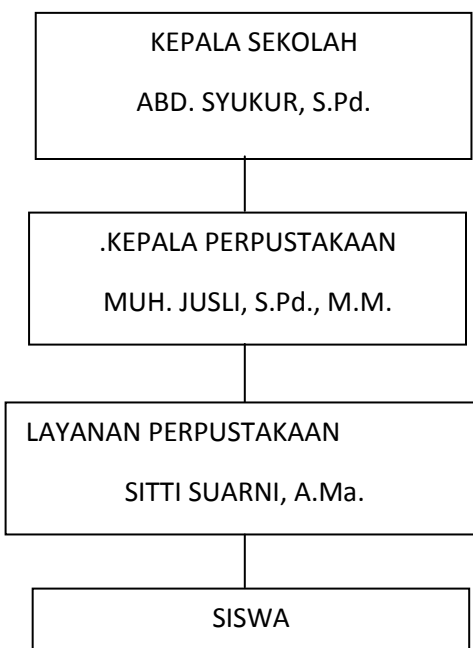 KEPALA SEKOLAH
ABD. SYUKUR, S.Pd.
.KEPALA PERPUSTAKAAN
MUH. JUSLI, S.Pd., M.M.
LAYANAN PERPUSTAKAAN
SITTI SUARNI, A.Ma.
SISWA